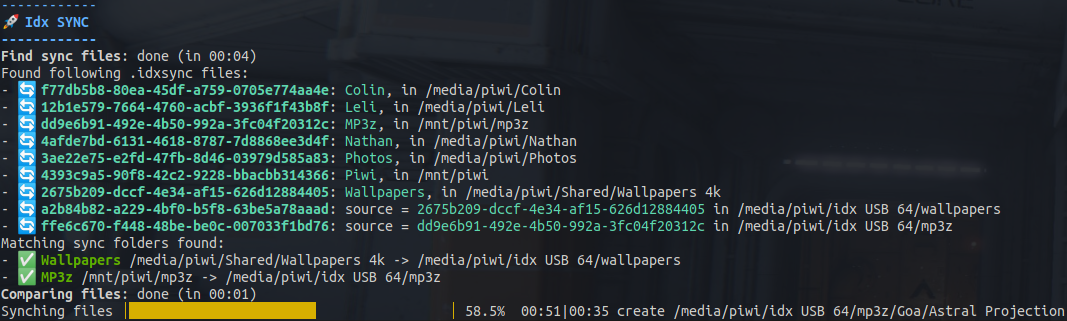 ------------
🚀 Idx SYNC
------------
Find sync files: done (in 00:04)
Found following .idxsync files:
- 🔄 f77db5b8-80ea-45df-a759-0705e774aa4e: Colin, in /media/piwi/Colin
- 🔄 12b1e579-7664-4760-acbf-3936f1f43b8f: Leli, in /media/piwi/Leli
- 🔄 dd9e6b91-492e-4b50-992a-3fc04f20312c: MP3z, in /mnt/piwi/mp3z
- 🔄 4afde7bd-6131-4618-8787-7d8868ee3d4f: Nathan, in /media/piwi/Nathan
- 🔄 3ae22e75-e2fd-47fb-8d46-03979d585a83: Photos, in /media/piwi/Photos
- 🔄 4393c9a5-90f8-42c2-9228-bbacbb314366: Piwi, in /mnt/piwi
- 🔄 2675b209-dccf-4e34-af15-626d12884405: Wallpapers, in /media/piwi/Shared/Wallpapers 4k
- 🔄 a2b84b82-a229-4bf0-b5f8-63be5a78aaad: source = 2675b209-dccf-4e34-af15-626d12884405 in /media/piwi/idx USB 64/wallpapers
- 🔄 ffe6c670-f448-48be-be0c-007033f1bd76: source = dd9e6b91-492e-4b50-992a-3fc04f20312c in /media/piwi/idx USB 64/mp3z
Matching sync folders found:
- ✅ Wallpapers /media/piwi/Shared/Wallpapers 4k -> /media/piwi/idx USB 64/wallpapers
- ✅ MP3z /mnt/piwi/mp3z -> /media/piwi/idx USB 64/mp3z
Comparing files: done (in 00:01)
Synching files | | 58.5% 00:51|00:35 create /media/piwi/idx USB 64/mp3z/Goa/Astral Projection